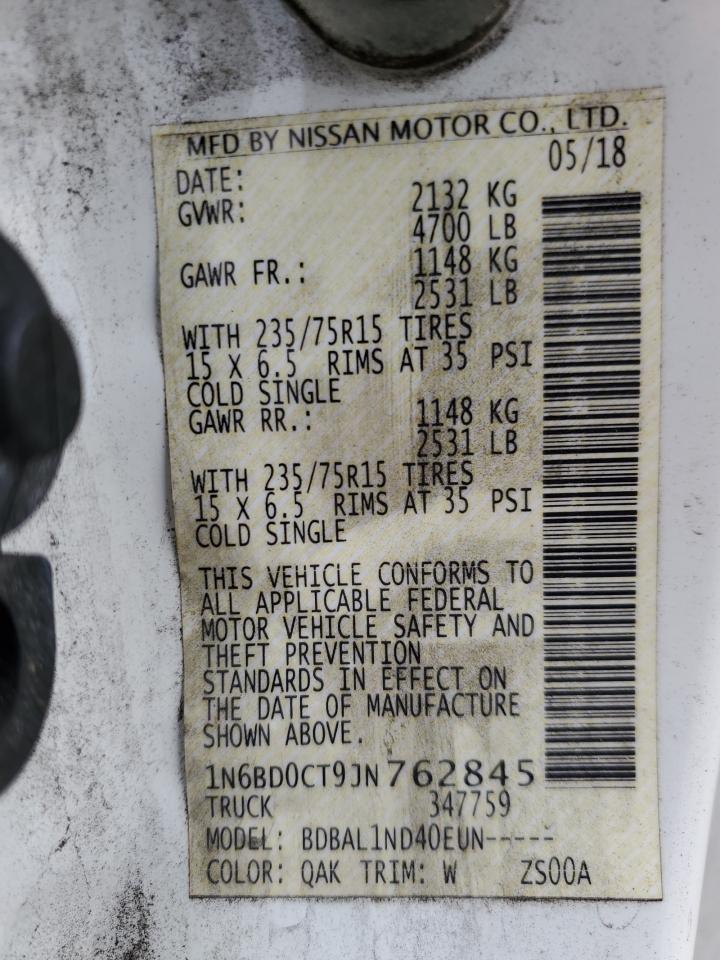 MFD BY NISSAN MOTOR CO., LTD.
DATE: 05/18
GVWR: 2132 KG
4700 LB
GAWR FR.: 1148 KG
2531 LB
WITH 235/75R15 TIRES
15 X 6.5 RIMS AT 35 PSI
COLD SINGLE
GAWR RR.: 1148 KG
2531 LB
WITH 235/75R15 TIRES
15 X 6.5 RIMS AT 35 PSI
COLD SINGLE
THIS VEHICLE CONFORMS TO
ALL APPLICABLE FEDERAL
MOTOR VEHICLE SAFETY AND
THEFT PREVENTION
STANDARDS IN EFFECT ON
THE DATE OF MANUFACTURE
SHOWN ABOVE.
1N6BD0CT9JN762845
TRUCK 347759
MODEL: BDBAL1ND40EUN-----
COLOR: QAK TRIM: W ZS00A